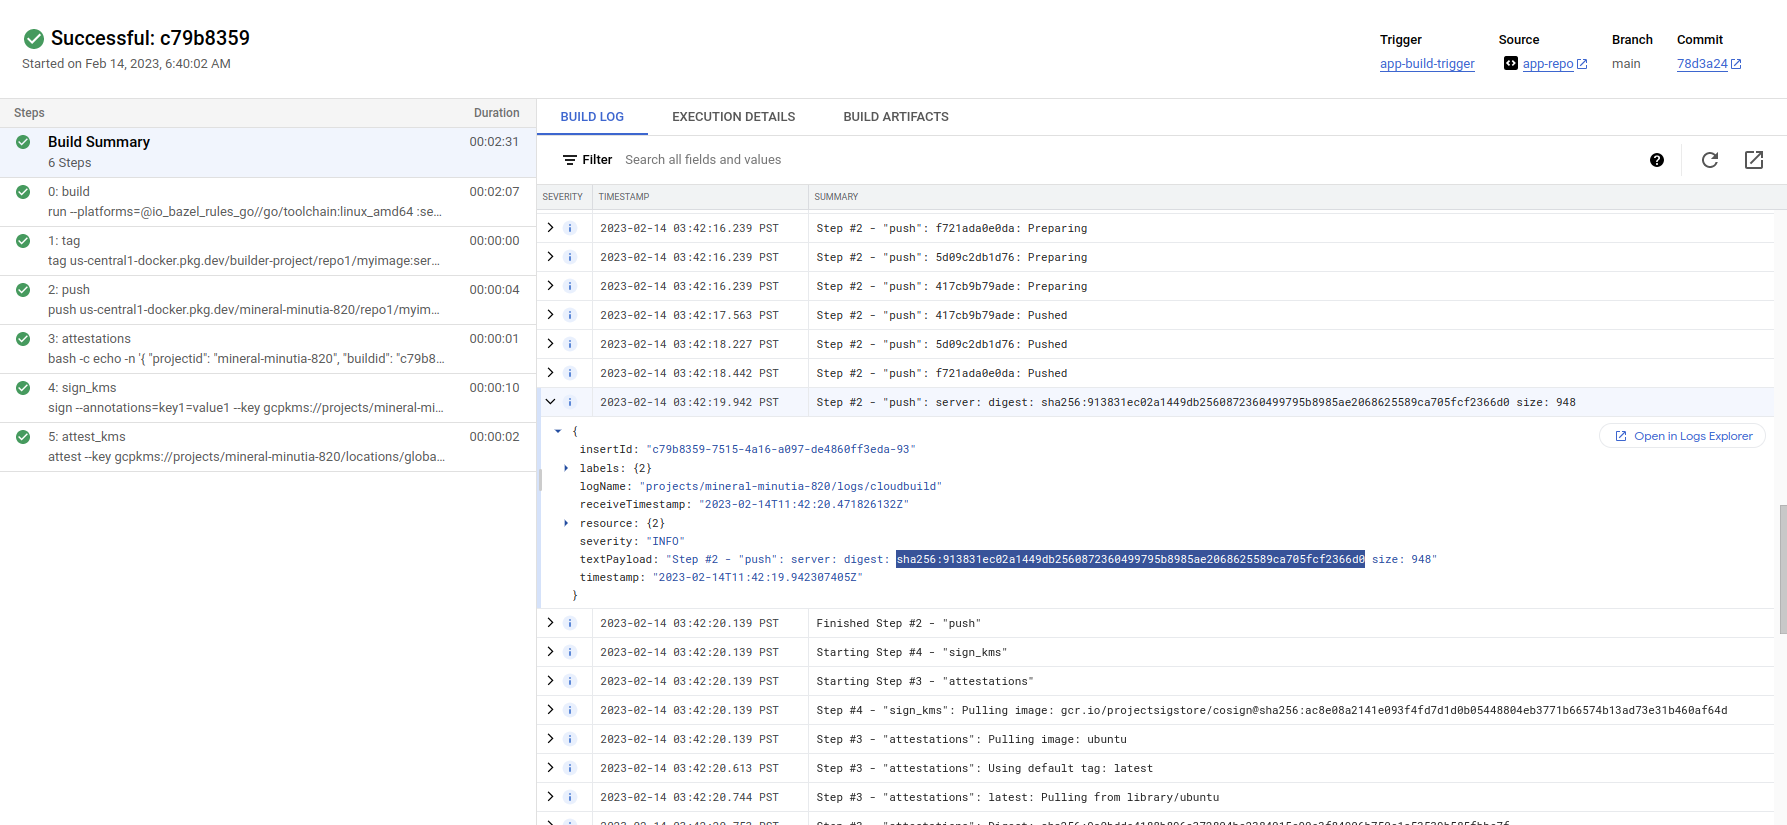 Successful: c79b8359
Started on Feb 14, 2023, 6:40:02 AM
Trigger
app-build-trigger
Source
app-repo
Branch
main
Commit
78d3a24
Steps
Duration
Build Summary
00:02:31
6 Steps
0: build
00:02:07
run --platforms=@io_bazel_rules_go//go/toolchain:linux_amd64 :se…
1: tag
00:00:00
tag us-central1-docker.pkg.dev/builder-project/repo1/myimage:ser…
2: push
00:00:04
push us-central1-docker.pkg.dev/mineral-minutia-820/repo1/myim…
3: attestations
00:00:01
bash -c echo -n '{ "projectid": "mineral-minutia-820", "buildid": "c79b8…
4: sign_kms
00:00:10
sign --annotations=key1=value1 --key gcpkms://projects/mineral-mi…
5: attest_kms
00:00:02
attest --key gcpkms://projects/mineral-minutia-820/locations/globa…
BUILD LOG
EXECUTION DETAILS
BUILD ARTIFACTS
Filter Search all fields and values
SEVERITY TIMESTAMP SUMMARY
2023-02-14 03:42:16.239 PST Step #2 - "push": f721ada0e0da: Preparing
2023-02-14 03:42:16.239 PST Step #2 - "push": 5d09c2db1d76: Preparing
2023-02-14 03:42:16.239 PST Step #2 - "push": 417cb9b79ade: Preparing
2023-02-14 03:42:17.563 PST Step #2 - "push": 417cb9b79ade: Pushed
2023-02-14 03:42:18.227 PST Step #2 - "push": 5d09c2db1d76: Pushed
2023-02-14 03:42:18.442 PST Step #2 - "push": f721ada0e0da: Pushed
2023-02-14 03:42:19.942 PST Step #2 - "push": server: digest: sha256:913831ec02a1449db2560872360499795b8985ae2068625589ca705fcf2366d0 size: 948
{
Open in Logs Explorer
insertId: "c79b8359-7515-4a16-a097-de4860ff3eda-93"
labels: {2}
logName: "projects/mineral-minutia-820/logs/cloudbuild"
receiveTimestamp: "2023-02-14T11:42:20.471826132Z"
resource: {2}
severity: "INFO"
textPayload: "Step #2 - "push": server: digest: sha256:913831ec02a1449db2560872360499795b8985ae2068625589ca705fcf2366d0 size: 948"
timestamp: "2023-02-14T11:42:19.942307405Z"
}
2023-02-14 03:42:20.139 PST Finished Step #2 - "push"
2023-02-14 03:42:20.139 PST Starting Step #4 - "sign_kms"
2023-02-14 03:42:20.139 PST Starting Step #3 - "attestations"
2023-02-14 03:42:20.139 PST Step #4 - "sign_kms": Pulling image: gcr.io/projectsigstore/cosign@sha256:ac8e08a2141e093f4fd7d1d0b05448804eb3771b66574b13ad73e31b460af64d
2023-02-14 03:42:20.139 PST Step #3 - "attestations": Pulling image: ubuntu
2023-02-14 03:42:20.613 PST Step #3 - "attestations": Using default tag: latest
2023-02-14 03:42:20.744 PST Step #3 - "attestations": latest: Pulling from library/ubuntu